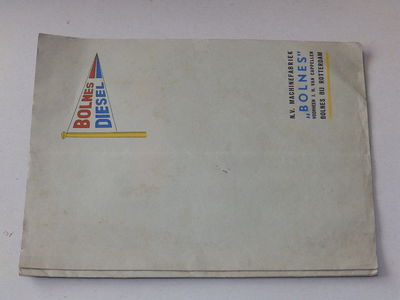 BOLNES
DIESEL
N.V. MACHINEFABRIEK
„BOLNES”
VOORHEEN J. H. VAN CAPPELLEN
BOLNES BIJ ROTTERDAM